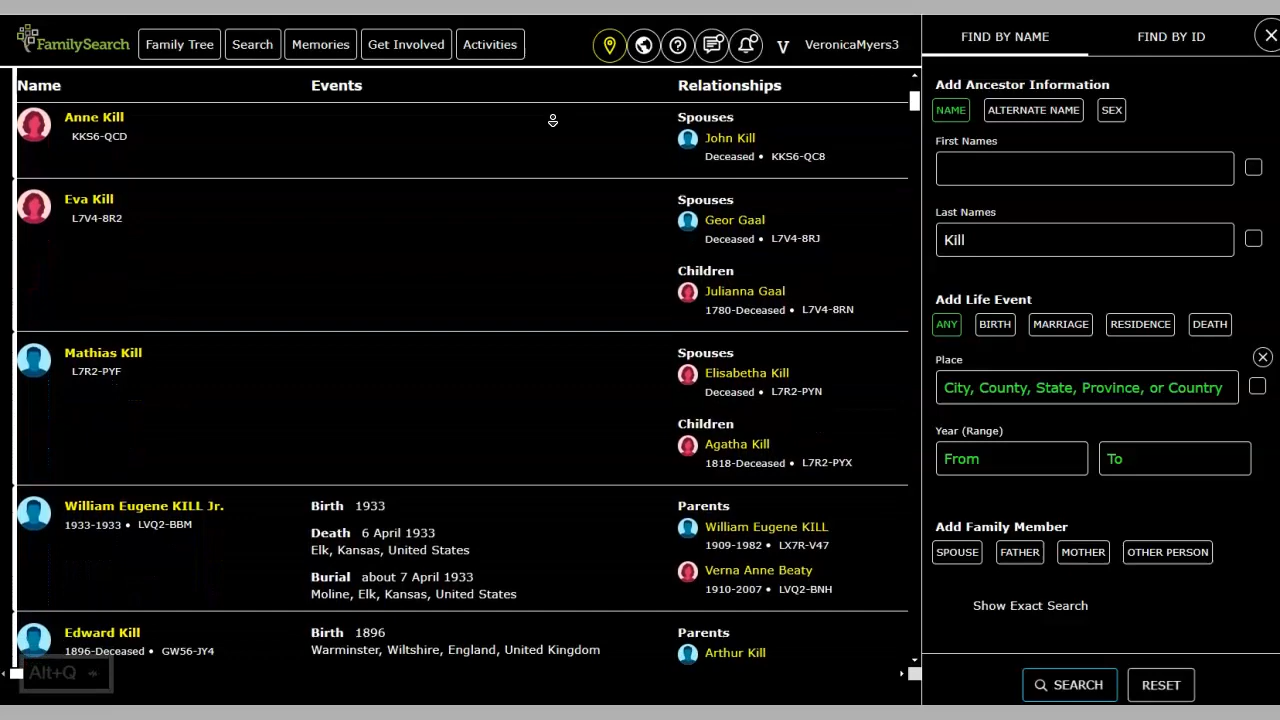 FamilySearch
Family Tree
Search
Memories
Get Involved
Activities
V
VeronicaMyers3
Name
Events
Relationships
Anne Kill
KKS6-QCD
Spouses
John Kill
Deceased • KKS6-QC8
Eva Kill
L7V4-8R2
Spouses
Geor Gaal
Deceased • L7V4-8RJ
Children
Julianna Gaal
1780-Deceased • L7V4-8RN
Mathias Kill
L7R2-PYF
Spouses
Elisabetha Kill
Deceased • L7R2-PYN
Children
Agatha Kill
1818-Deceased • L7R2-PYX
William Eugene KILL Jr.
1933-1933 • LVQ2-BBM
Birth 1933
Death 6 April 1933
Elk, Kansas, United States
Burial about 7 April 1933
Moline, Elk, Kansas, United States
Parents
William Eugene KILL
1909-1982 • LX7R-V47
Verna Anne Beaty
1910-2007 • LVQ2-BNH
Edward Kill
1896-Deceased • GW56-JY4
Birth 1896
Warminster, Wiltshire, England, United Kingdom
Parents
Arthur Kill
Alt+Q
FIND BY NAME
FIND BY ID
Add Ancestor Information
NAME
ALTERNATE NAME
SEX
First Names
Last Names
Kill
Add Life Event
ANY
BIRTH
MARRIAGE
RESIDENCE
DEATH
Place
City, County, State, Province, or Country
Year (Range)
From
To
Add Family Member
SPOUSE
FATHER
MOTHER
OTHER PERSON
Show Exact Search
SEARCH
RESET